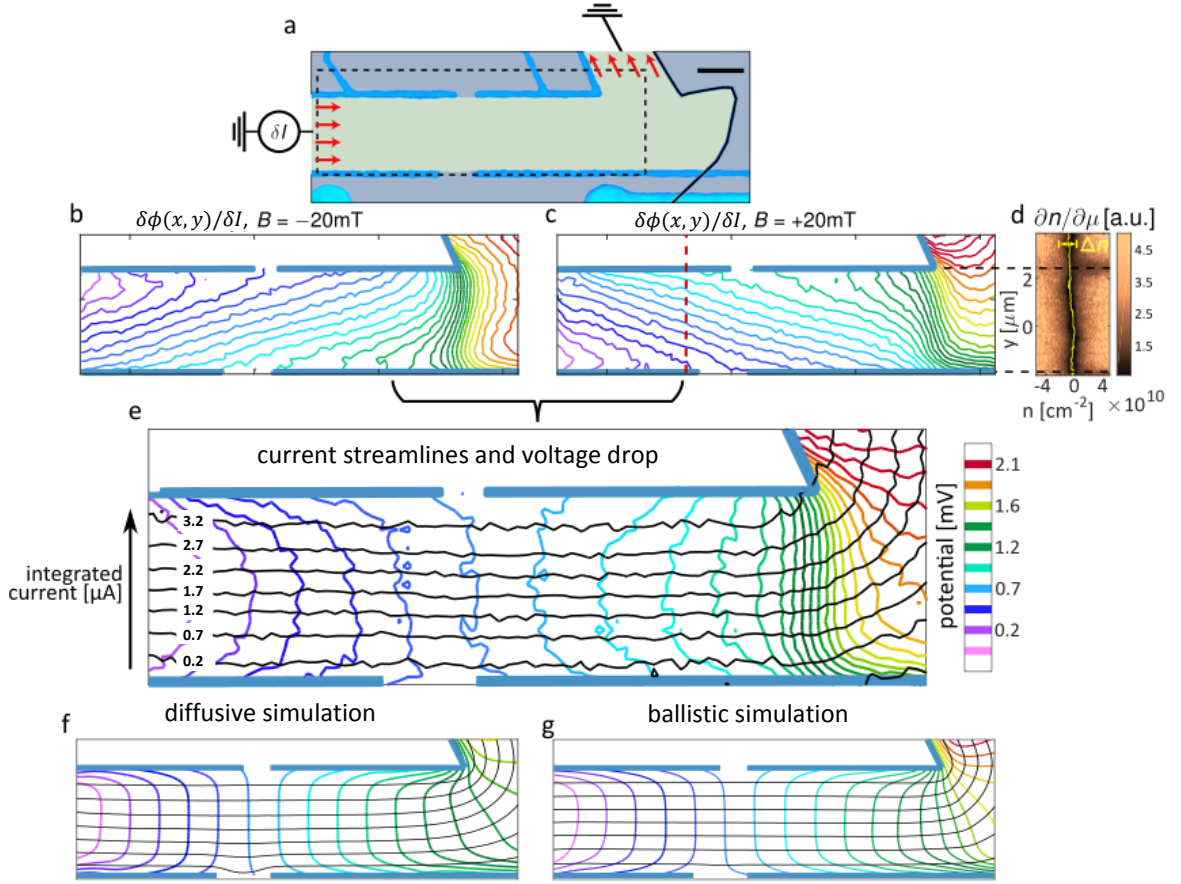 a
δI
b
δϕ(x, y)/δI, B = −20mT
c
δϕ(x, y)/δI, B = +20mT
d
∂n/∂μ [a.u.]
Δn
2
0
y [μm]
4.5
3.5
2.5
1.5
-4 0 4
n [cm⁻²] × 10¹⁰
e
current streamlines and voltage drop
3.2
2.7
2.2
1.7
1.2
0.7
0.2
integrated
current [μA]
potential [mV]
2.1
1.6
1.2
0.7
0.2
f
diffusive simulation
g
ballistic simulation